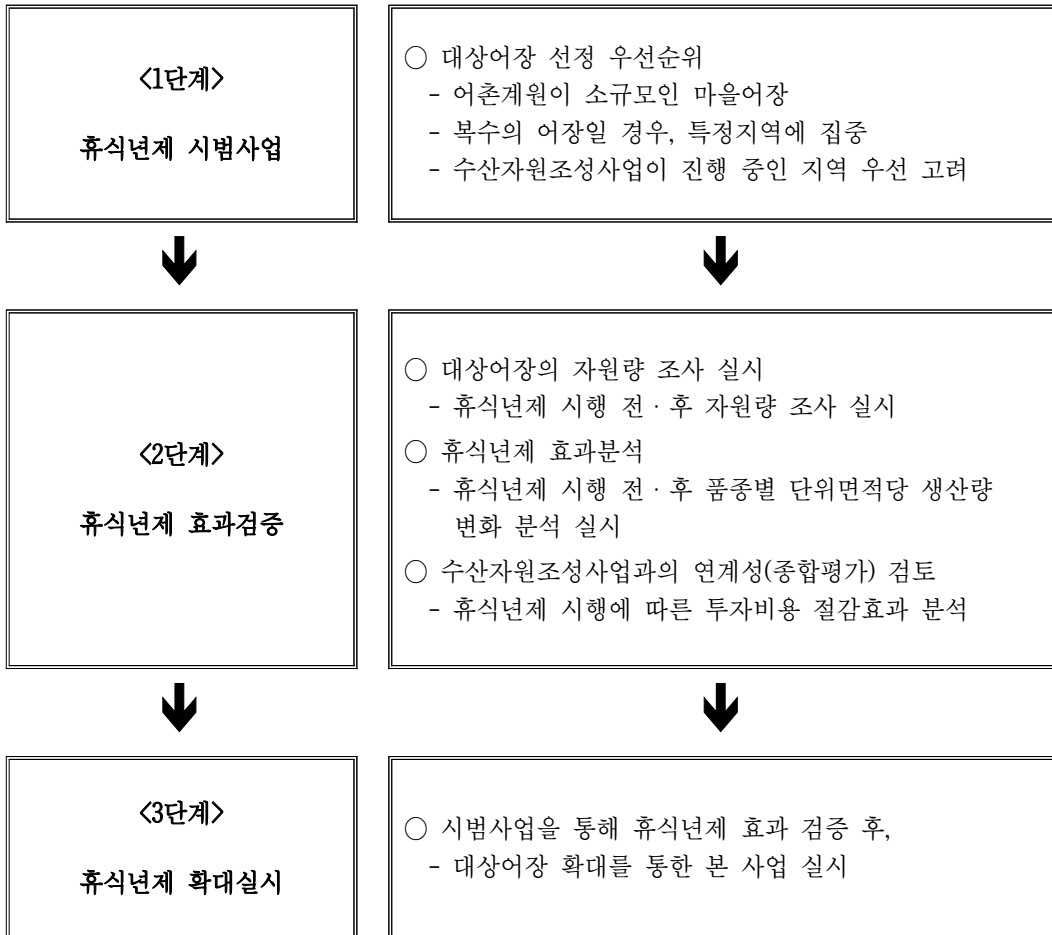 <1단계>
휴식년제 시범사업
○ 대상어장 선정 우선순위
- 어촌계원이 소규모인 마을어장
- 복수의 어장일 경우, 특정지역에 집중
- 수산자원조성사업이 진행 중인 지역 우선 고려
<2단계>
휴식년제 효과검증
○ 대상어장의 자원량 조사 실시
- 휴식년제 시행 전·후 자원량 조사 실시
○ 휴식년제 효과분석
- 휴식년제 시행 전·후 품종별 단위면적당 생산량
변화 분석 실시
○ 수산자원조성사업과의 연계성(종합평가) 검토
- 휴식년제 시행에 따른 투자비용 절감효과 분석
<3단계>
휴식년제 확대실시
○ 시범사업을 통해 휴식년제 효과 검증 후,
- 대상어장 확대를 통한 본 사업 실시